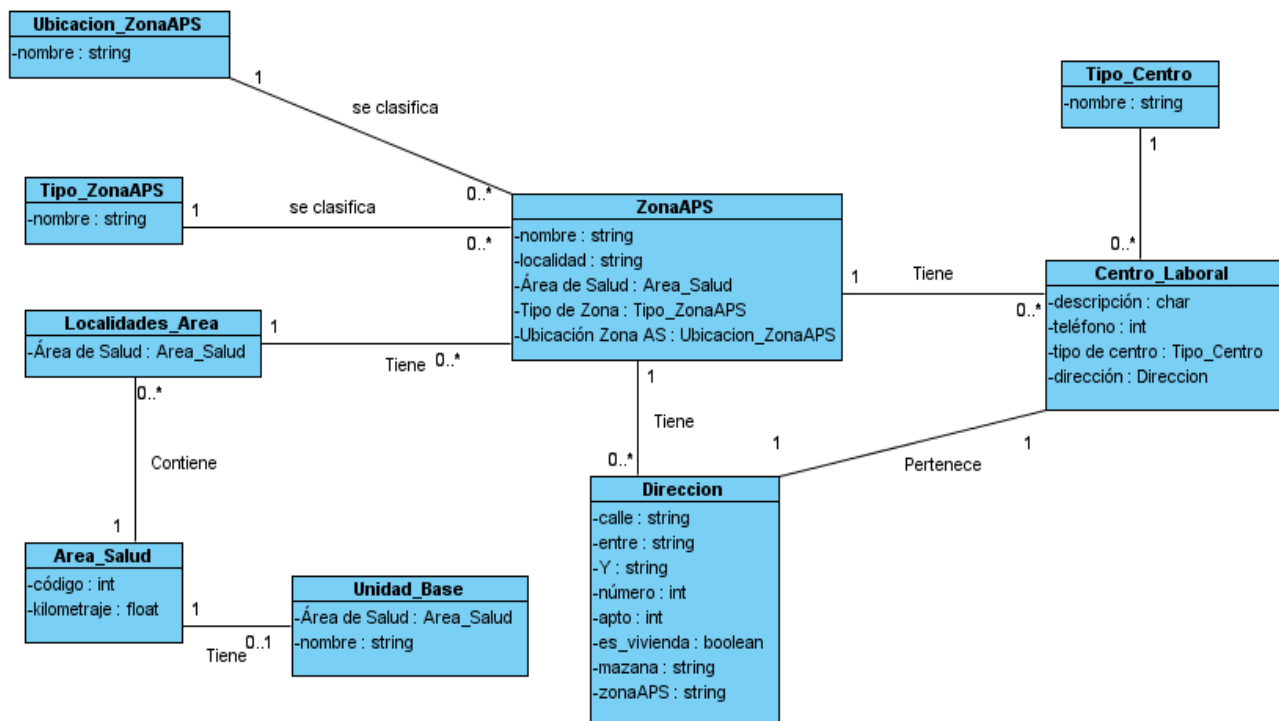 Ubicacion_ZonaAPS
-nombre : string
1
se clasifica
0..*
Tipo_Centro
-nombre : string
1
0..*
Tipo_ZonaAPS
-nombre : string
1
se clasifica
0..*
ZonaAPS
-nombre : string
-localidad : string
-Área de Salud : Area_Salud
-Tipo de Zona : Tipo_ZonaAPS
-Ubicación Zona AS : Ubicacion_ZonaAPS
1
Tiene
0..*
Centro_Laboral
-descripción : char
-teléfono : int
-tipo de centro : Tipo_Centro
-dirección : Direccion
Localidades_Area
-Área de Salud : Area_Salud
1
Tiene
0..*
0..*
Contiene
1
1
Tiene
0..*
1
Pertenece
1
Direccion
-calle : string
-entre : string
-Y : string
-número : int
-apto : int
-es_vivienda : boolean
-mazana : string
-zonaAPS : string
Area_Salud
-código : int
-kilometraje : float
1
Tiene
0..1
Unidad_Base
-Área de Salud : Area_Salud
-nombre : string